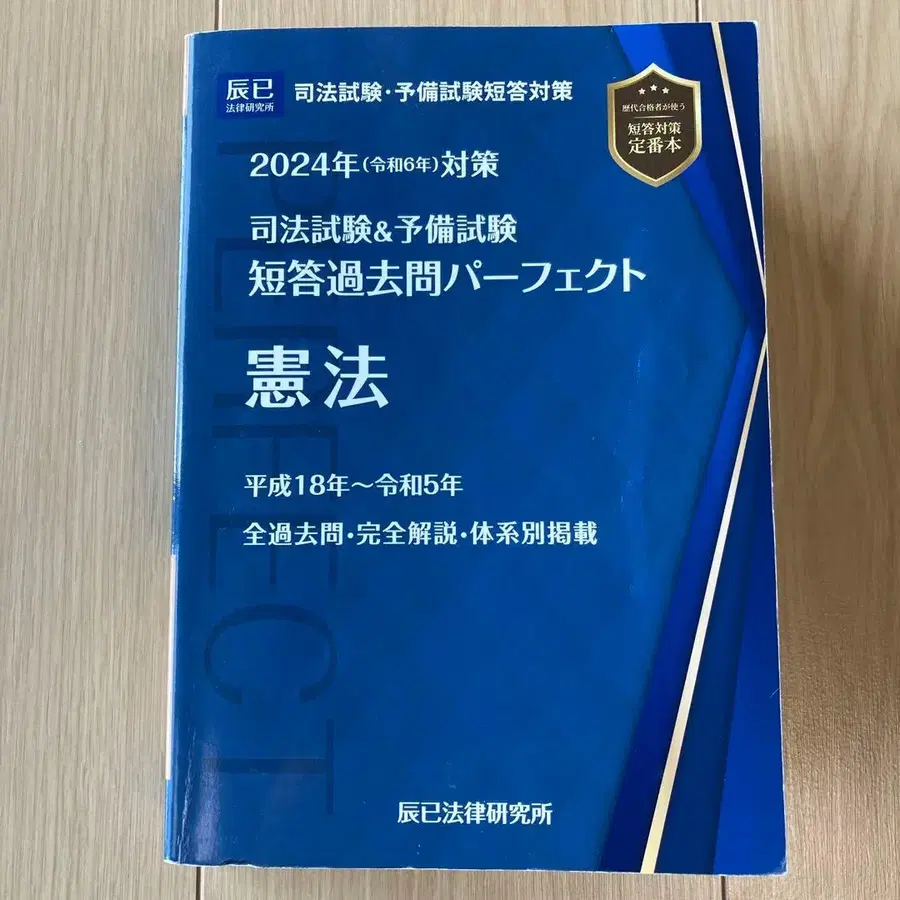 辰已
法律研究所
司法試験・予備試験短答対策
歴代合格者が使う
短答対策
定番本
2024年(令和6年)対策
司法試験&予備試験
短答過去問パーフェクト
憲法
平成18年～令和5年
全過去問・完全解説・体系別掲載
PERFECT
辰已法律研究所